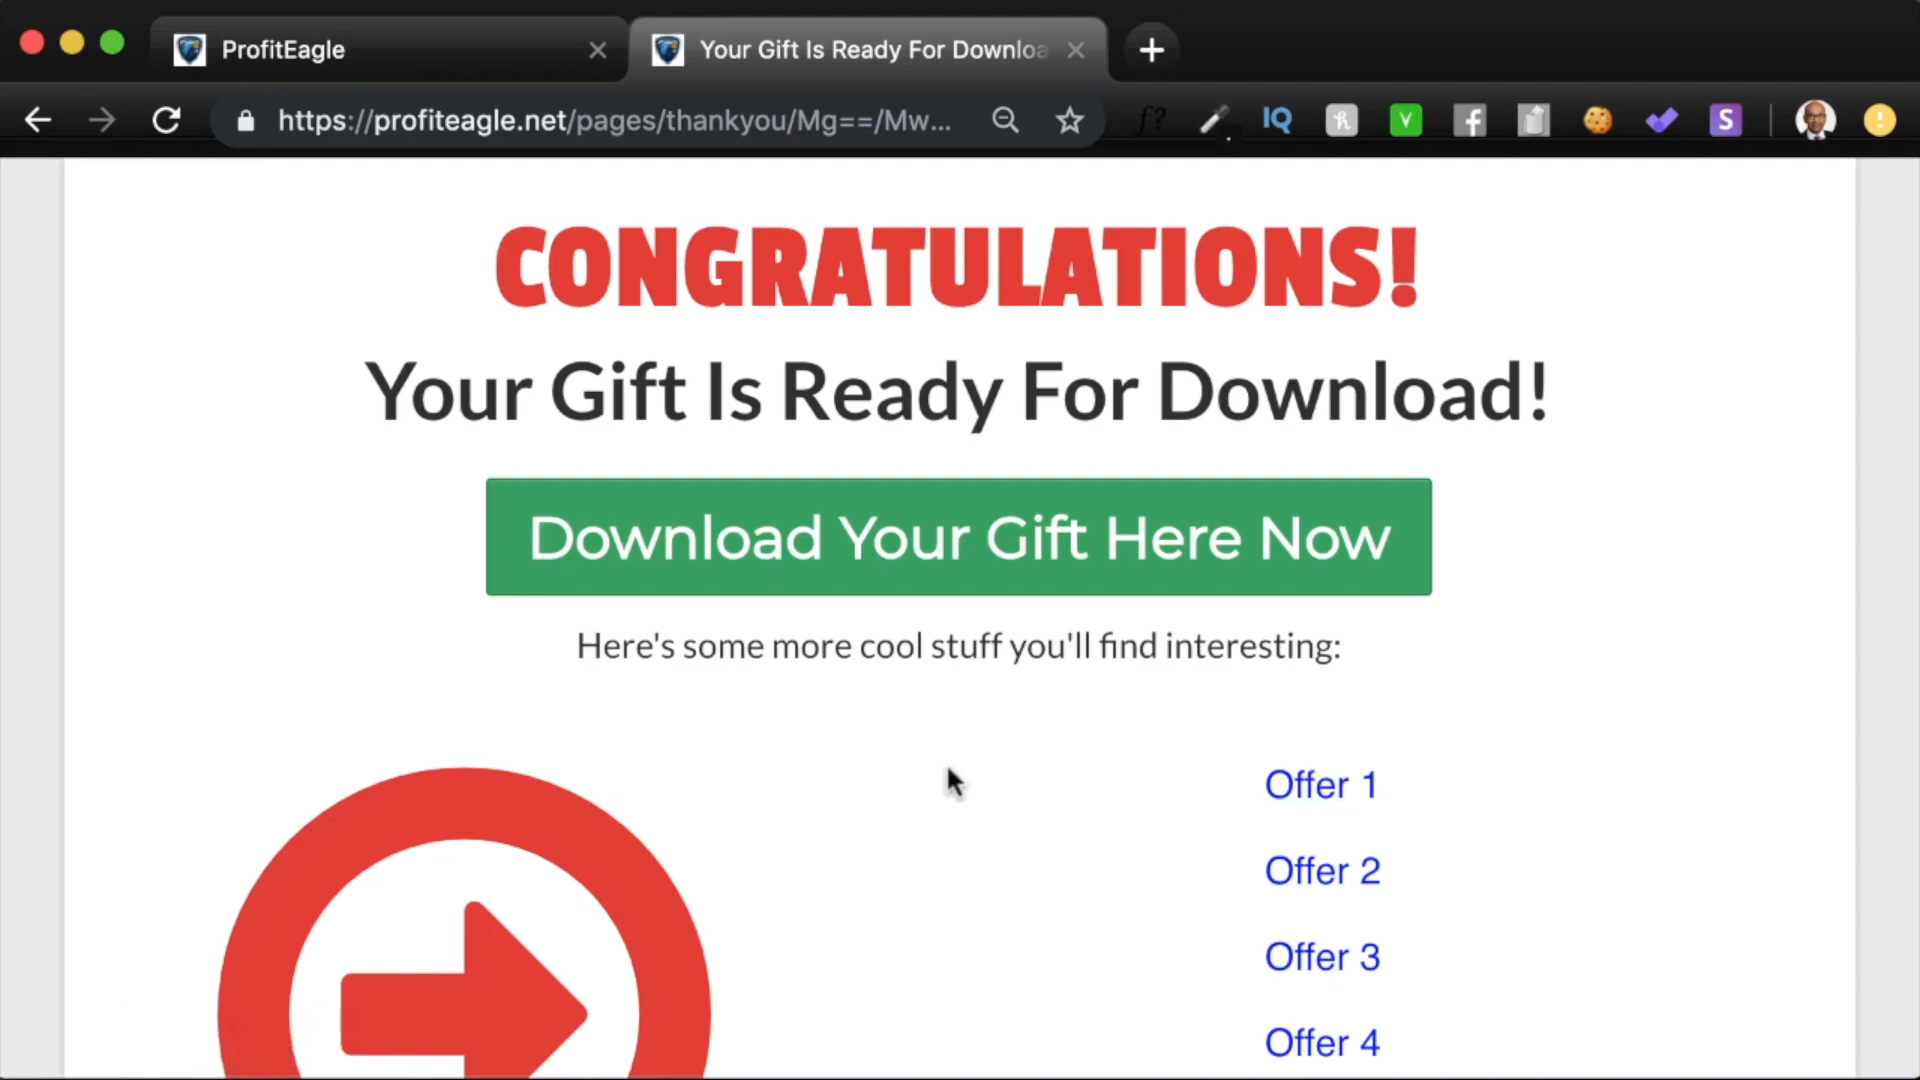 ProfitEagle
Your Gift Is Ready For Downloa
https://profiteagle.net/pages/thankyou/Mg==/Mw...
f?
IQ
S
CONGRATULATIONS!
Your Gift Is Ready For Download!
Download Your Gift Here Now
Here's some more cool stuff you'll find interesting:
Offer 1
Offer 2
Offer 3
Offer 4